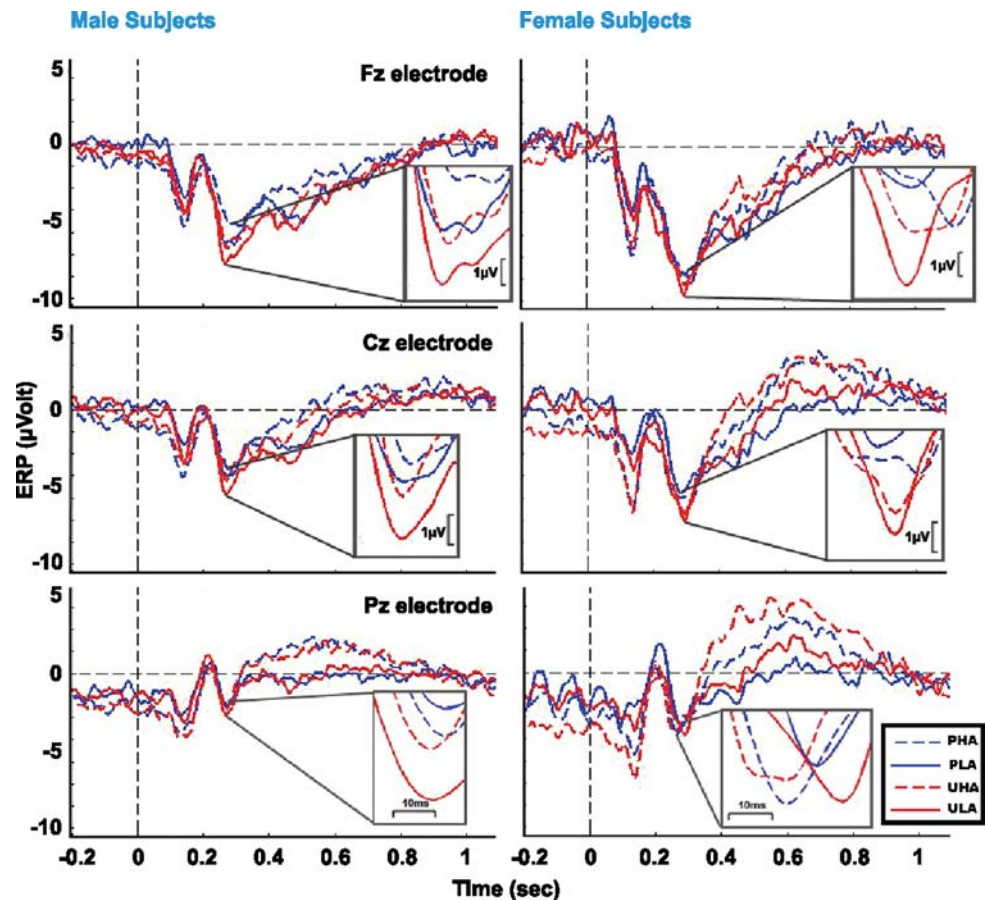 Male Subjects
Female Subjects
Fz electrode
5
0
-5
-10
1µV
1µV
Cz electrode
5
0
-5
-10
1µV
1µV
ERP (µVolt)
Pz electrode
5
0
-5
-10
10ms
10ms
PHA
PLA
UHA
ULA
-0.2 0 0.2 0.4 0.6 0.8 1
-0.2 0 0.2 0.4 0.6 0.8 1
Time (sec)